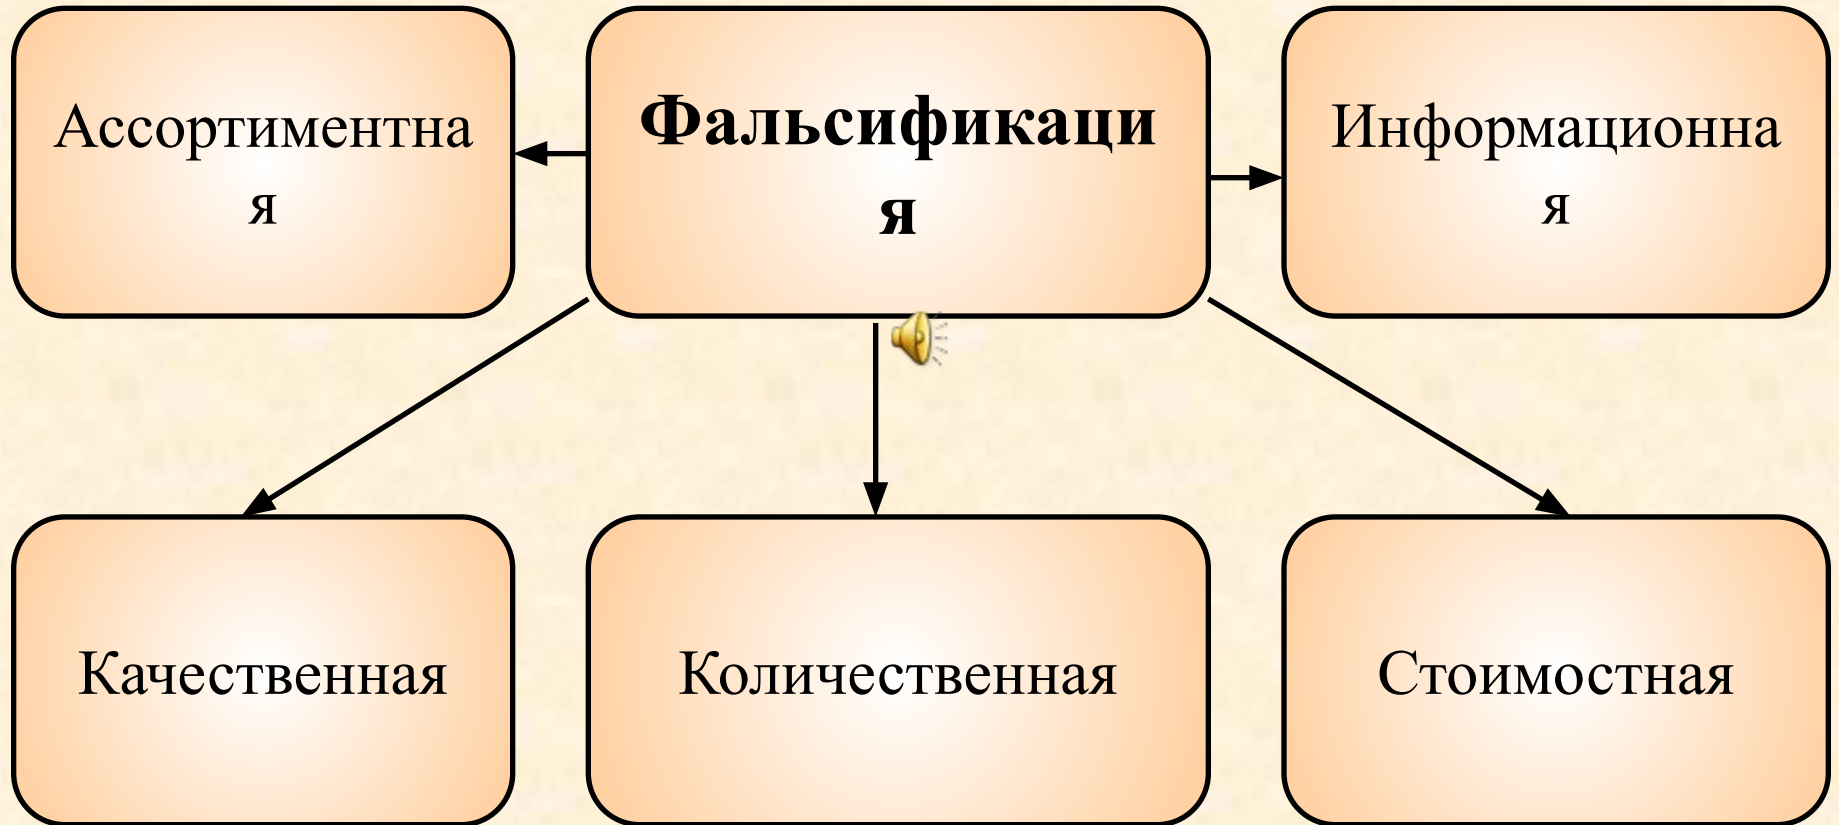 Ассортиментна
я
Фальсификаци
я
Информационна
я
Качественная
Количественная
Стоимостная